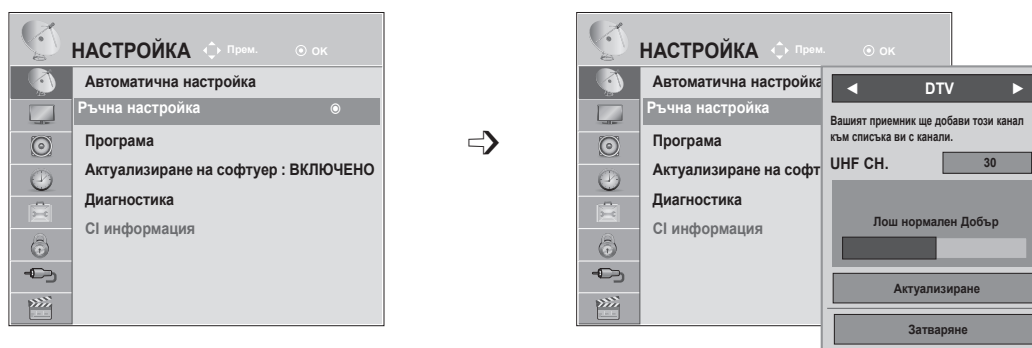 НАСТРОЙКА Прем. OK
Автоматична настройка
Ръчна настройка
Програма
Актуализиране на софтуер : ВКЛЮЧЕНО
Диагностика
CI информация
НАСТРОЙКА Прем. OK
Автоматична настройка
Ръчна настройка
Програма
Актуализиране на софт
Диагностика
CI информация
DTV
Вашият приемник ще добави този канал
към списъка ви с канали.
UHF CH. 30
Лош нормален Добър
Актуализиране
Затваряне